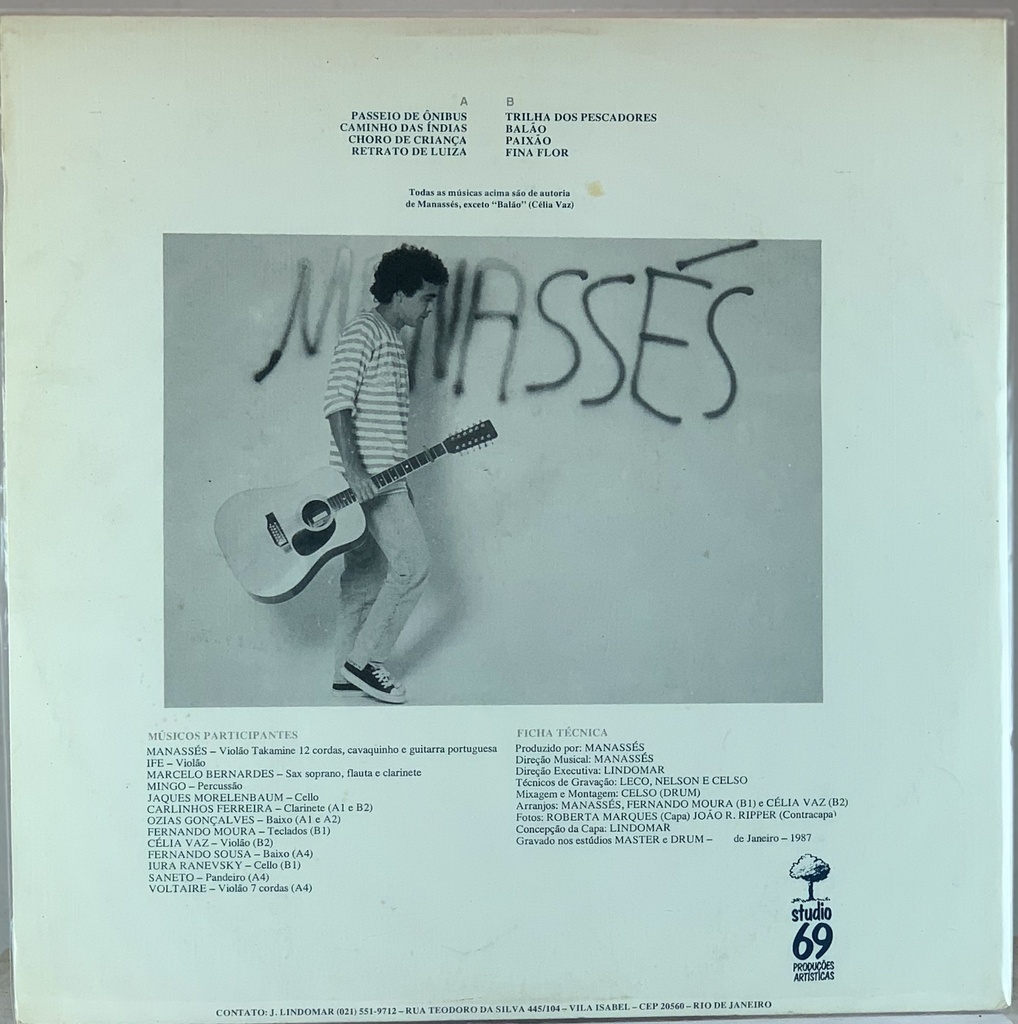 A
PASSEIO DE ÔNIBUS
CAMINHO DAS ÍNDIAS
CHORO DE CRIANÇA
RETRATO DE LUIZA
B
TRILHA DOS PESCADORES
BALÃO
PAIXÃO
FINA FLOR
Todas as músicas acima são de autoria
de Manassés, exceto “Balão” (Célia Vaz)
MANASSÉS
MÚSICOS PARTICIPANTES
MANASSÉS – Violão Takamine 12 cordas, cavaquinho e guitarra portuguesa
IFE – Violão
MARCELO BERNARDES – Sax soprano, flauta e clarinete
MINGO – Percussão
JAQUES MORELENBAUM – Cello
CARLINHOS FERREIRA – Clarinete (A1 e B2)
OZIAS GONÇALVES – Baixo (A1 e A2)
FERNANDO MOURA – Teclados (B1)
CÉLIA VAZ – Violão (B2)
FERNANDO SOUSA – Baixo (A4)
IURA RANEVSKY – Cello (B1)
SANETO – Pandeiro (A4)
VOLTAIRE – Violão 7 cordas (A4)
FICHA TÉCNICA
Produzido por: MANASSÉS
Direção Musical: MANASSÉS
Direção Executiva: LINDOMAR
Técnicos de Gravação: LECO, NELSON E CELSO
Mixagem e Montagem: CELSO (DRUM)
Arranjos: MANASSÉS, FERNANDO MOURA (B1) e CÉLIA VAZ (B2)
Fotos: ROBERTA MARQUES (Capa) JOÃO R. RIPPER (Contracapa)
Concepção da Capa: LINDOMAR
Gravado nos estúdios MASTER e DRUM – de Janeiro – 1987
studio
69
PRODUÇÕES
ARTÍSTICAS
CONTATO: J. LINDOMAR (021) 551-9712 – RUA TEODORO DA SILVA 445/104 – VILA ISABEL – CEP 20560 – RIO DE JANEIRO